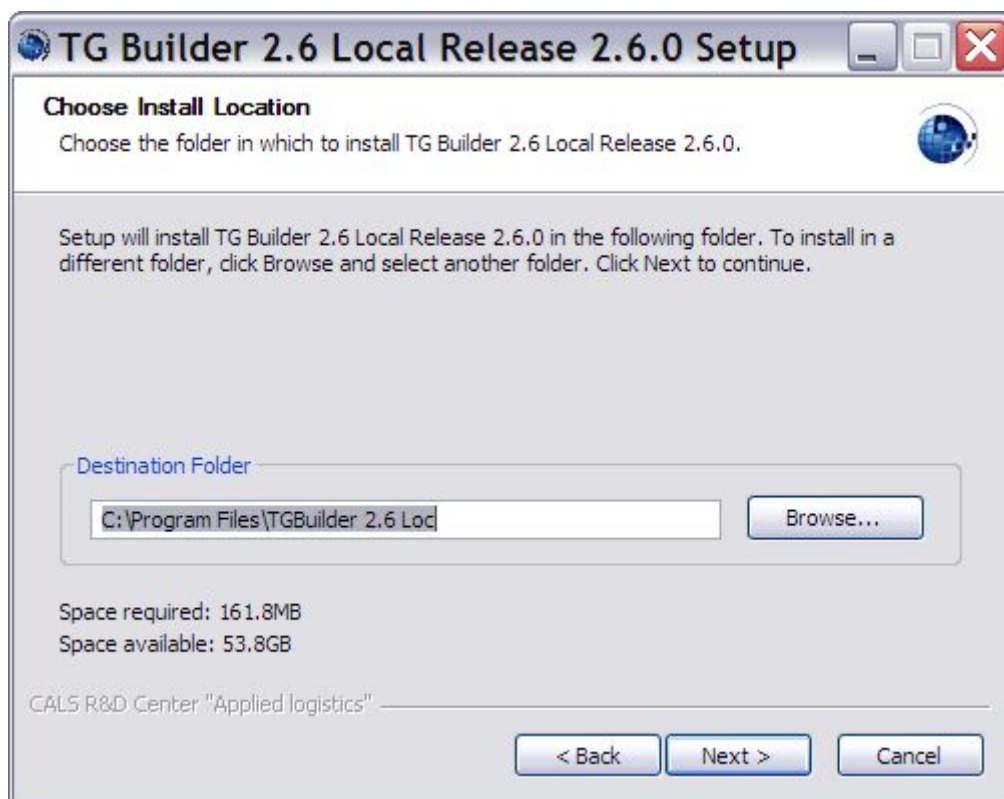 TG Builder 2.6 Local Release 2.6.0 Setup
Choose Install Location
Choose the folder in which to install TG Builder 2.6 Local Release 2.6.0.
Setup will install TG Builder 2.6 Local Release 2.6.0 in the following folder. To install in a
different folder, click Browse and select another folder. Click Next to continue.
Destination Folder
C:\Program Files\TGBuilder 2.6 Loc
Browse...
Space required: 161.8MB
Space available: 53.8GB
CALS R&D Center "Applied logistics"
< Back
Next >
Cancel